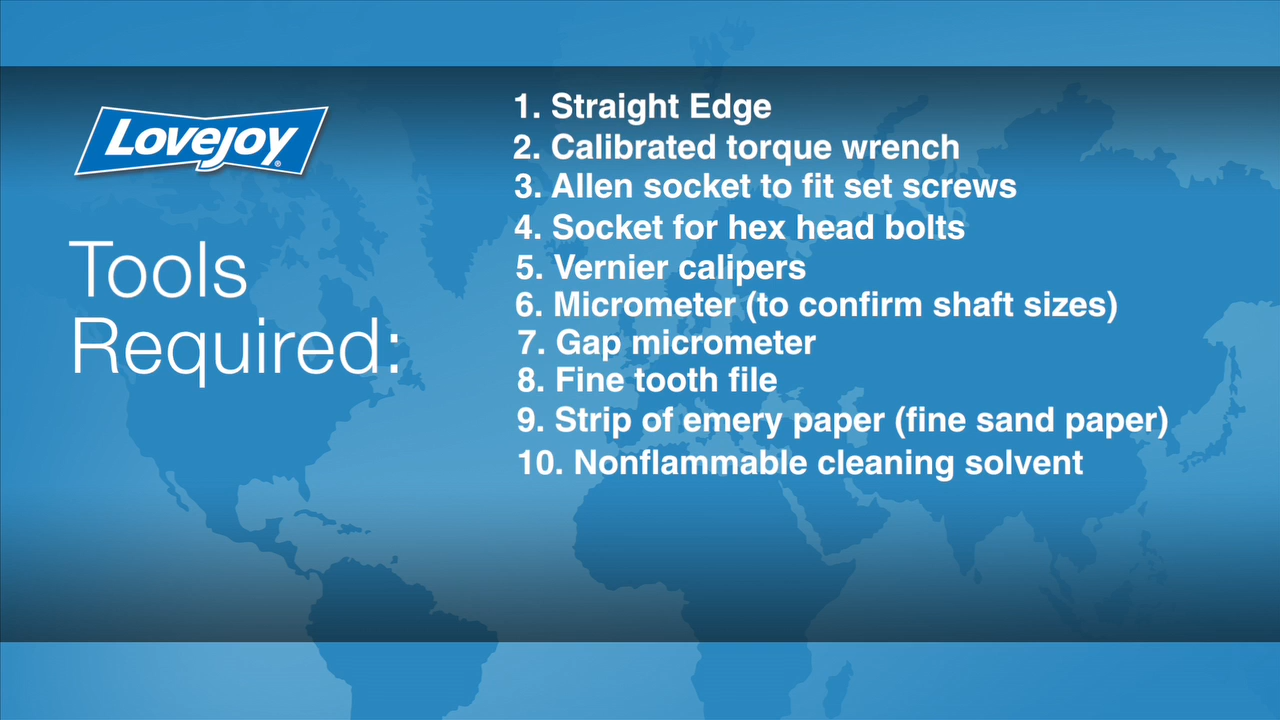 Lovejoy®
Tools
Required:
1. Straight Edge
2. Calibrated torque wrench
3. Allen socket to fit set screws
4. Socket for hex head bolts
5. Vernier calipers
6. Micrometer (to confirm shaft sizes)
7. Gap micrometer
8. Fine tooth file
9. Strip of emery paper (fine sand paper)
10. Nonflammable cleaning solvent